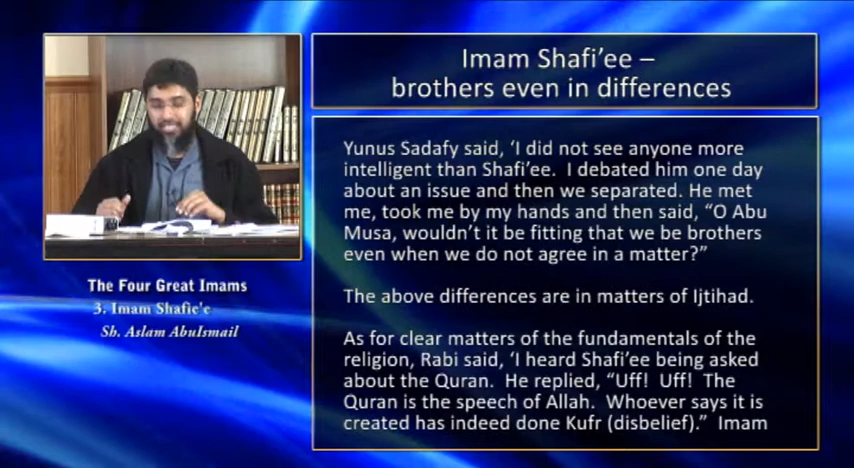 Imam Shafi'ee –
brothers even in differences
Yunus Sadafy said, 'I did not see anyone more
intelligent than Shafi'ee.  I debated him one day
about an issue and then we separated. He met
me, took me by my hands and then said, "O Abu
Musa, wouldn't it be fitting that we be brothers
even when we do not agree in a matter?"
The above differences are in matters of Ijtihad.
As for clear matters of the fundamentals of the
religion, Rabi said, 'I heard Shafi'ee being asked
about the Quran.  He replied, "Uff!  Uff!  The
Quran is the speech of Allah.  Whoever says it is
created has indeed done Kufr (disbelief)."  Imam
The Four Great Imams
3. Imam Shafie'e
Sh. Aslam AbuIsmail